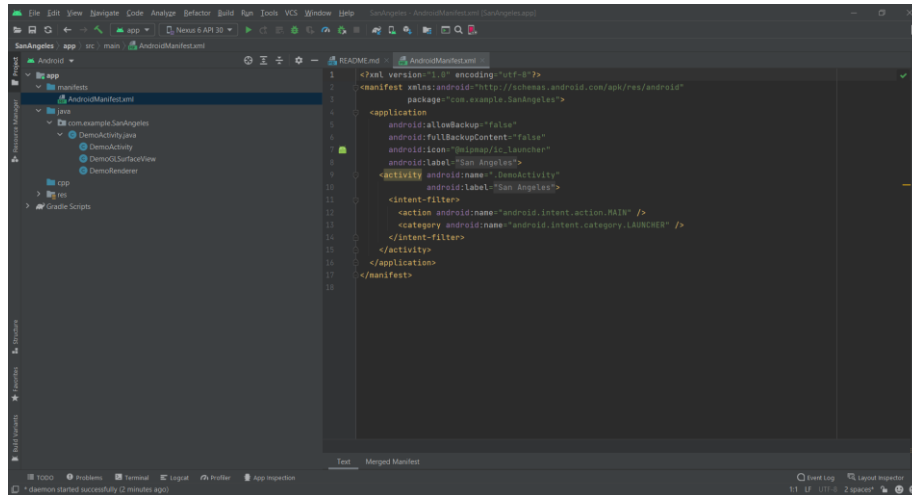 File Edit View Navigate Code Analyze Refactor Build Run Tools VCS Window Help SanAngeles - AndroidManifest.xml [SanAngeles.app]
app Nexus 6 API 30
SanAngeles app src main AndroidManifest.xml
Android
README.md AndroidManifest.xml
Project
Resource Manager
Structure
Favorites
Build Variants
app
manifests
AndroidManifest.xml
java
com.example.SanAngeles
DemoActivity.java
DemoActivity
DemoGLSurfaceView
DemoRenderer
cpp
res
Gradle Scripts
1 <?xml version="1.0" encoding="utf-8"?>
2 <manifest xmlns:android="http://schemas.android.com/apk/res/android"
3 package="com.example.SanAngeles">
4 <application
5 android:allowBackup="false"
6 android:fullBackupContent="false"
7 android:icon="@mipmap/ic_launcher"
8 android:label="San Angeles">
9 <activity android:name=".DemoActivity"
10 android:label="San Angeles">
11 <intent-filter>
12 <action android:name="android.intent.action.MAIN" />
13 <category android:name="android.intent.category.LAUNCHER" />
14 </intent-filter>
15 </activity>
16 </application>
17 </manifest>
18
Text Merged Manifest
TODO Problems Terminal Logcat Profiler App Inspection Event Log Layout Inspector
* daemon started successfully (2 minutes ago) 1:1 LF UTF-8 2 spaces*